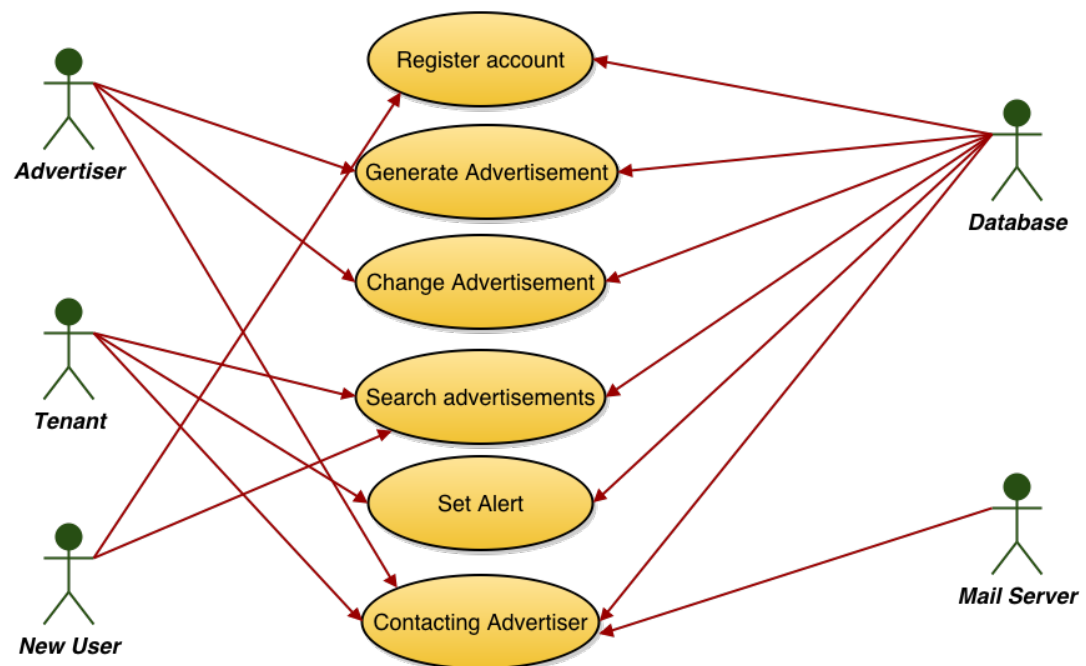 Register account
Advertiser
Generate Advertisement
Database
Change Advertisement
Tenant
Search advertisements
Set Alert
Mail Server
New User
Contacting Advertiser